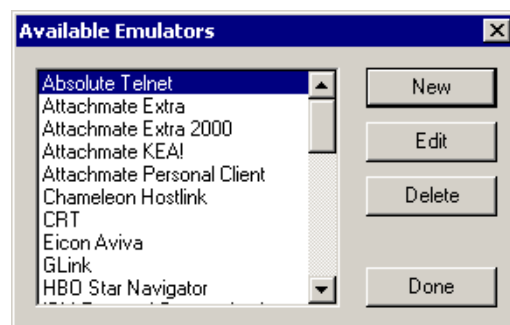 Available Emulators
Absolute Telnet
Attachmate Extra
Attachmate Extra 2000
Attachmate KEA!
Attachmate Personal Client
Chameleon Hostlink
CRT
Eicon Aviva
GLink
HBO Star Navigator
New
Edit
Delete
Done